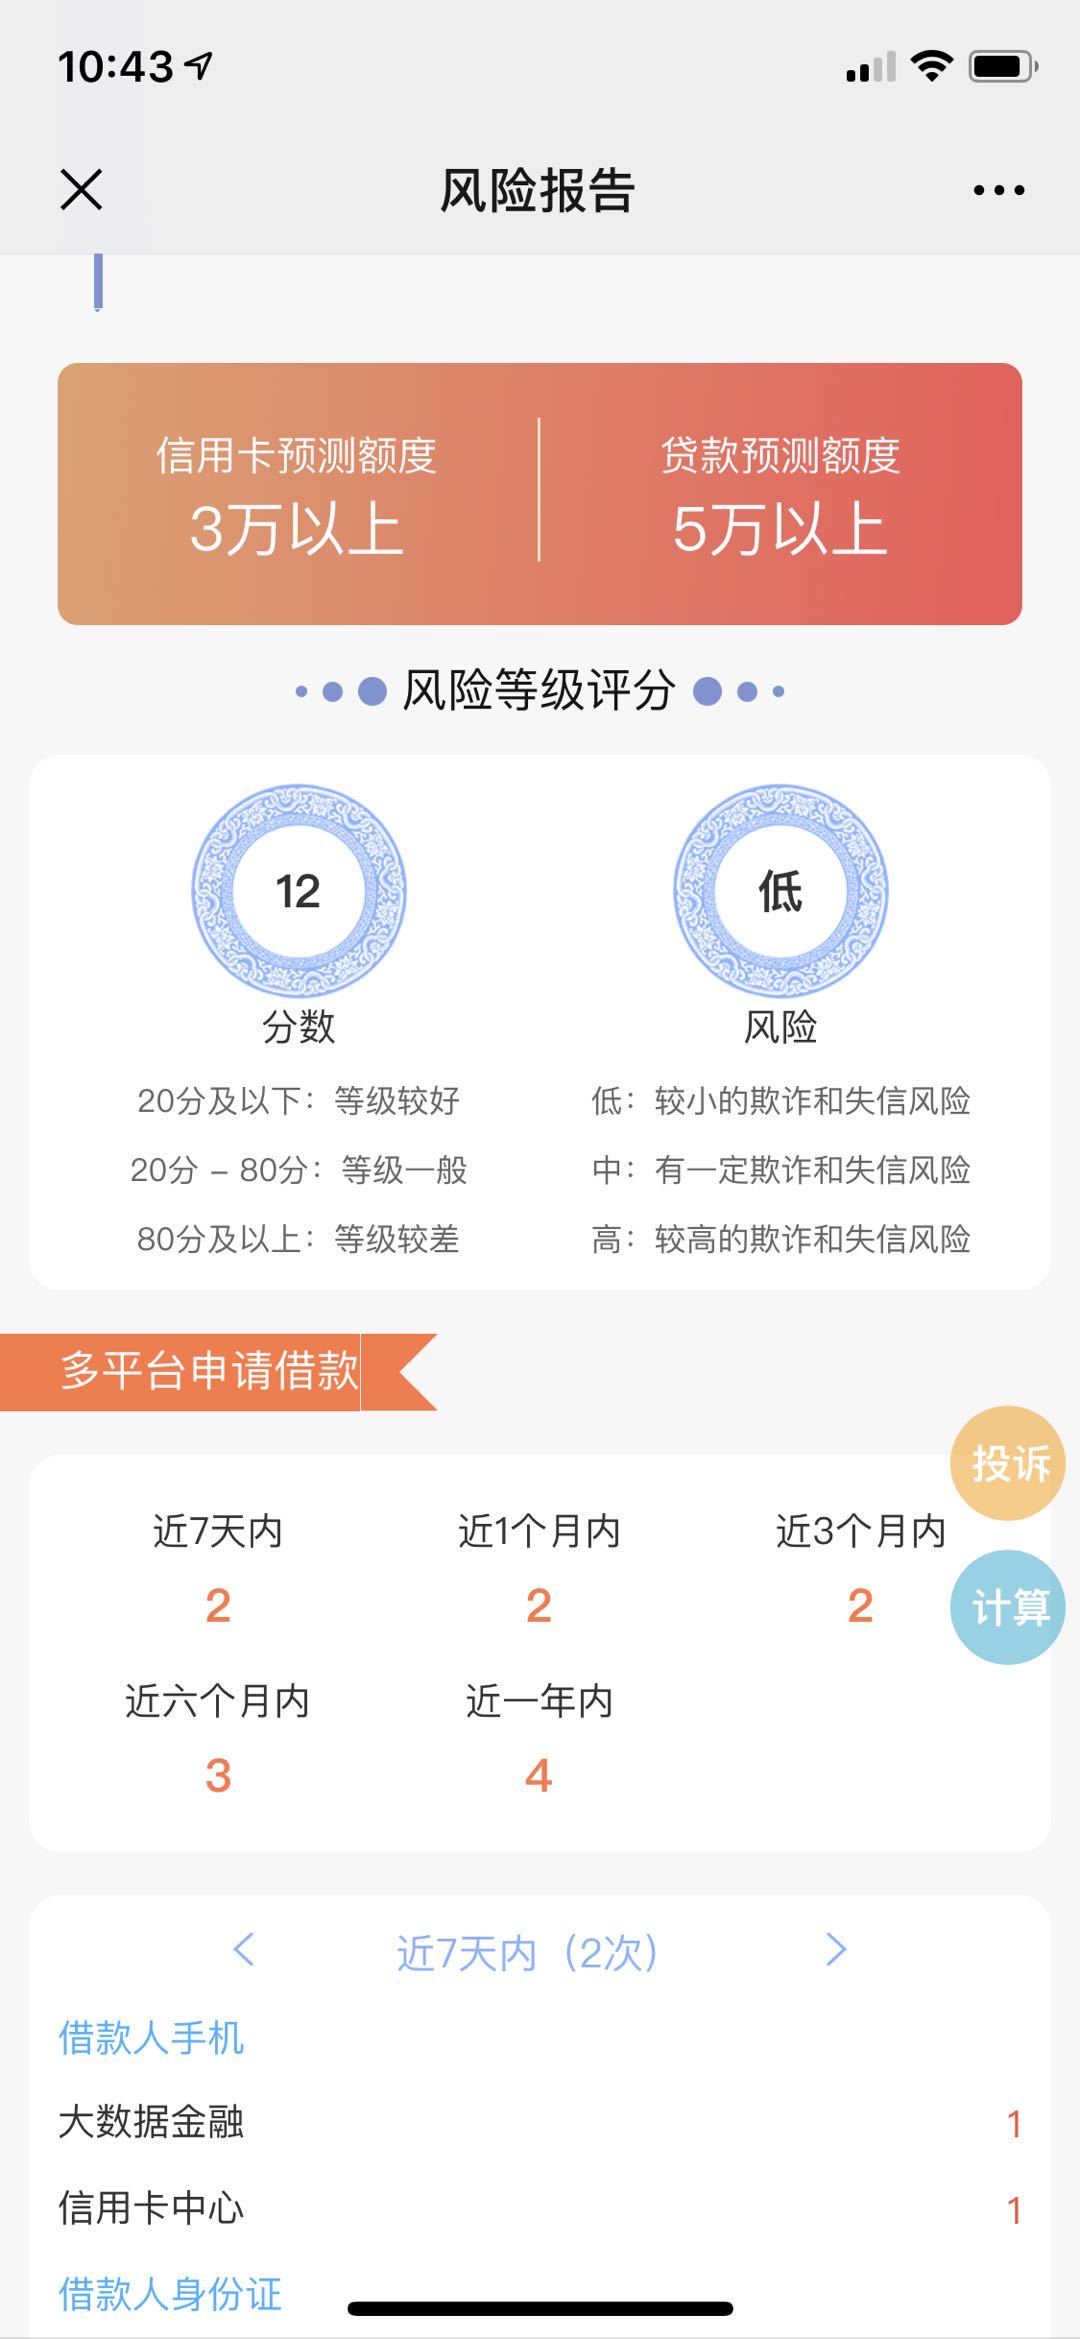 10:43
风险报告
信用卡预测额度
3万以上
贷款预测额度
5万以上
风险等级评分
12
低
分数
风险
20分及以下：等级较好
低：较小的欺诈和失信风险
20分 – 80分：等级一般
中：有一定欺诈和失信风险
80分及以上：等级较差
高：较高的欺诈和失信风险
多平台申请借款
投诉
近7天内
近1个月内
近3个月内
2
2
2
计算
近六个月内
近一年内
3
4
近7天内（2次）
借款人手机
大数据金融
1
信用卡中心
1
借款人身份证